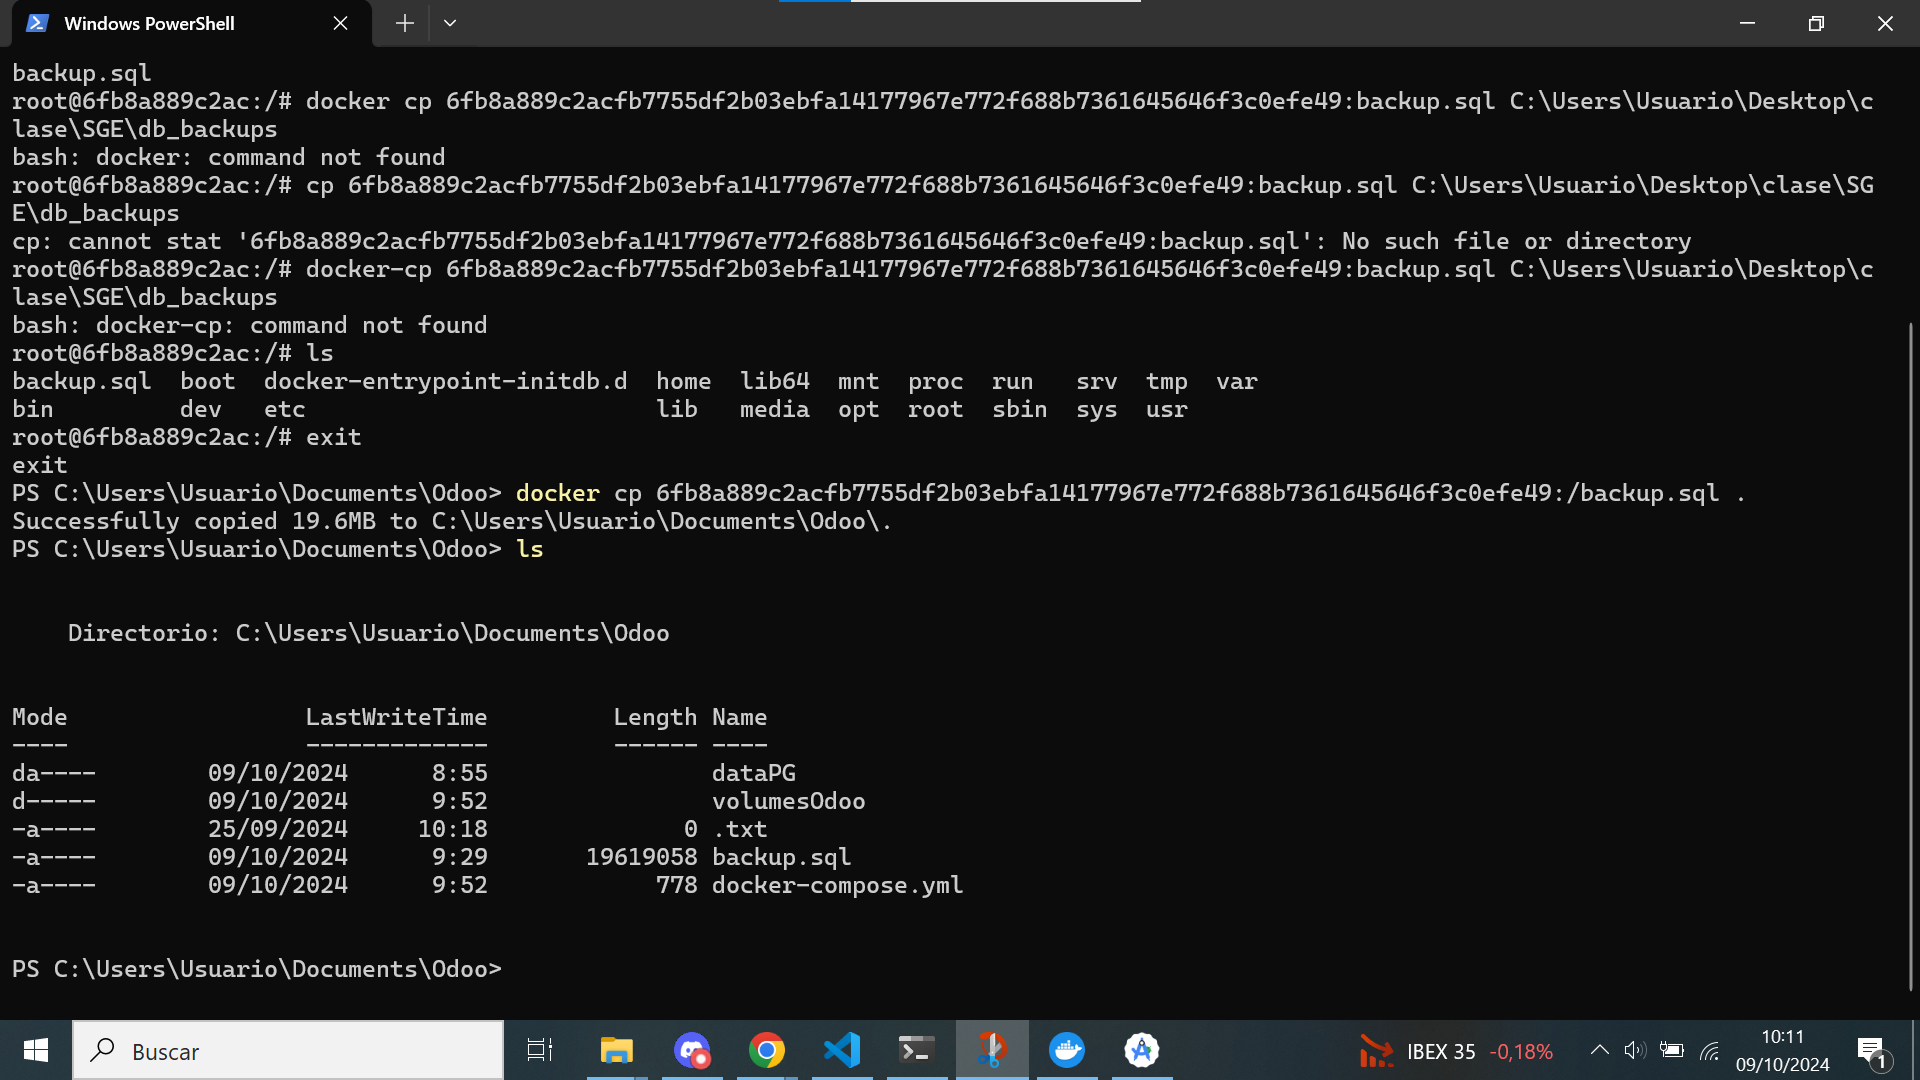 Windows PowerShell
backup.sql
root@6fb8a889c2ac:/# docker cp 6fb8a889c2acfb7755df2b03ebfa14177967e772f688b7361645646f3c0efe49:backup.sql C:\Users\Usuario\Desktop\c
lase\SGE\db_backups
bash: docker: command not found
root@6fb8a889c2ac:/# cp 6fb8a889c2acfb7755df2b03ebfa14177967e772f688b7361645646f3c0efe49:backup.sql C:\Users\Usuario\Desktop\clase\SG
E\db_backups
cp: cannot stat '6fb8a889c2acfb7755df2b03ebfa14177967e772f688b7361645646f3c0efe49:backup.sql': No such file or directory
root@6fb8a889c2ac:/# docker-cp 6fb8a889c2acfb7755df2b03ebfa14177967e772f688b7361645646f3c0efe49:backup.sql C:\Users\Usuario\Desktop\c
lase\SGE\db_backups
bash: docker-cp: command not found
root@6fb8a889c2ac:/# ls
backup.sql  boot  docker-entrypoint-initdb.d  home  lib64  mnt  proc  run   srv  tmp  var
bin         dev   etc                         lib   media  opt  root  sbin  sys  usr
root@6fb8a889c2ac:/# exit
exit
PS C:\Users\Usuario\Documents\Odoo> docker cp 6fb8a889c2acfb7755df2b03ebfa14177967e772f688b7361645646f3c0efe49:/backup.sql .
Successfully copied 19.6MB to C:\Users\Usuario\Documents\Odoo\.
PS C:\Users\Usuario\Documents\Odoo> ls
Directorio: C:\Users\Usuario\Documents\Odoo
Mode                 LastWriteTime         Length Name
----                 -------------         ------ ----
da----        09/10/2024      8:55                dataPG
d-----        09/10/2024      9:52                volumesOdoo
-a----        25/09/2024     10:18              0 .txt
-a----        09/10/2024      9:29       19619058 backup.sql
-a----        09/10/2024      9:52            778 docker-compose.yml
PS C:\Users\Usuario\Documents\Odoo>
Buscar
IBEX 35 -0,18%
10:11
09/10/2024
1